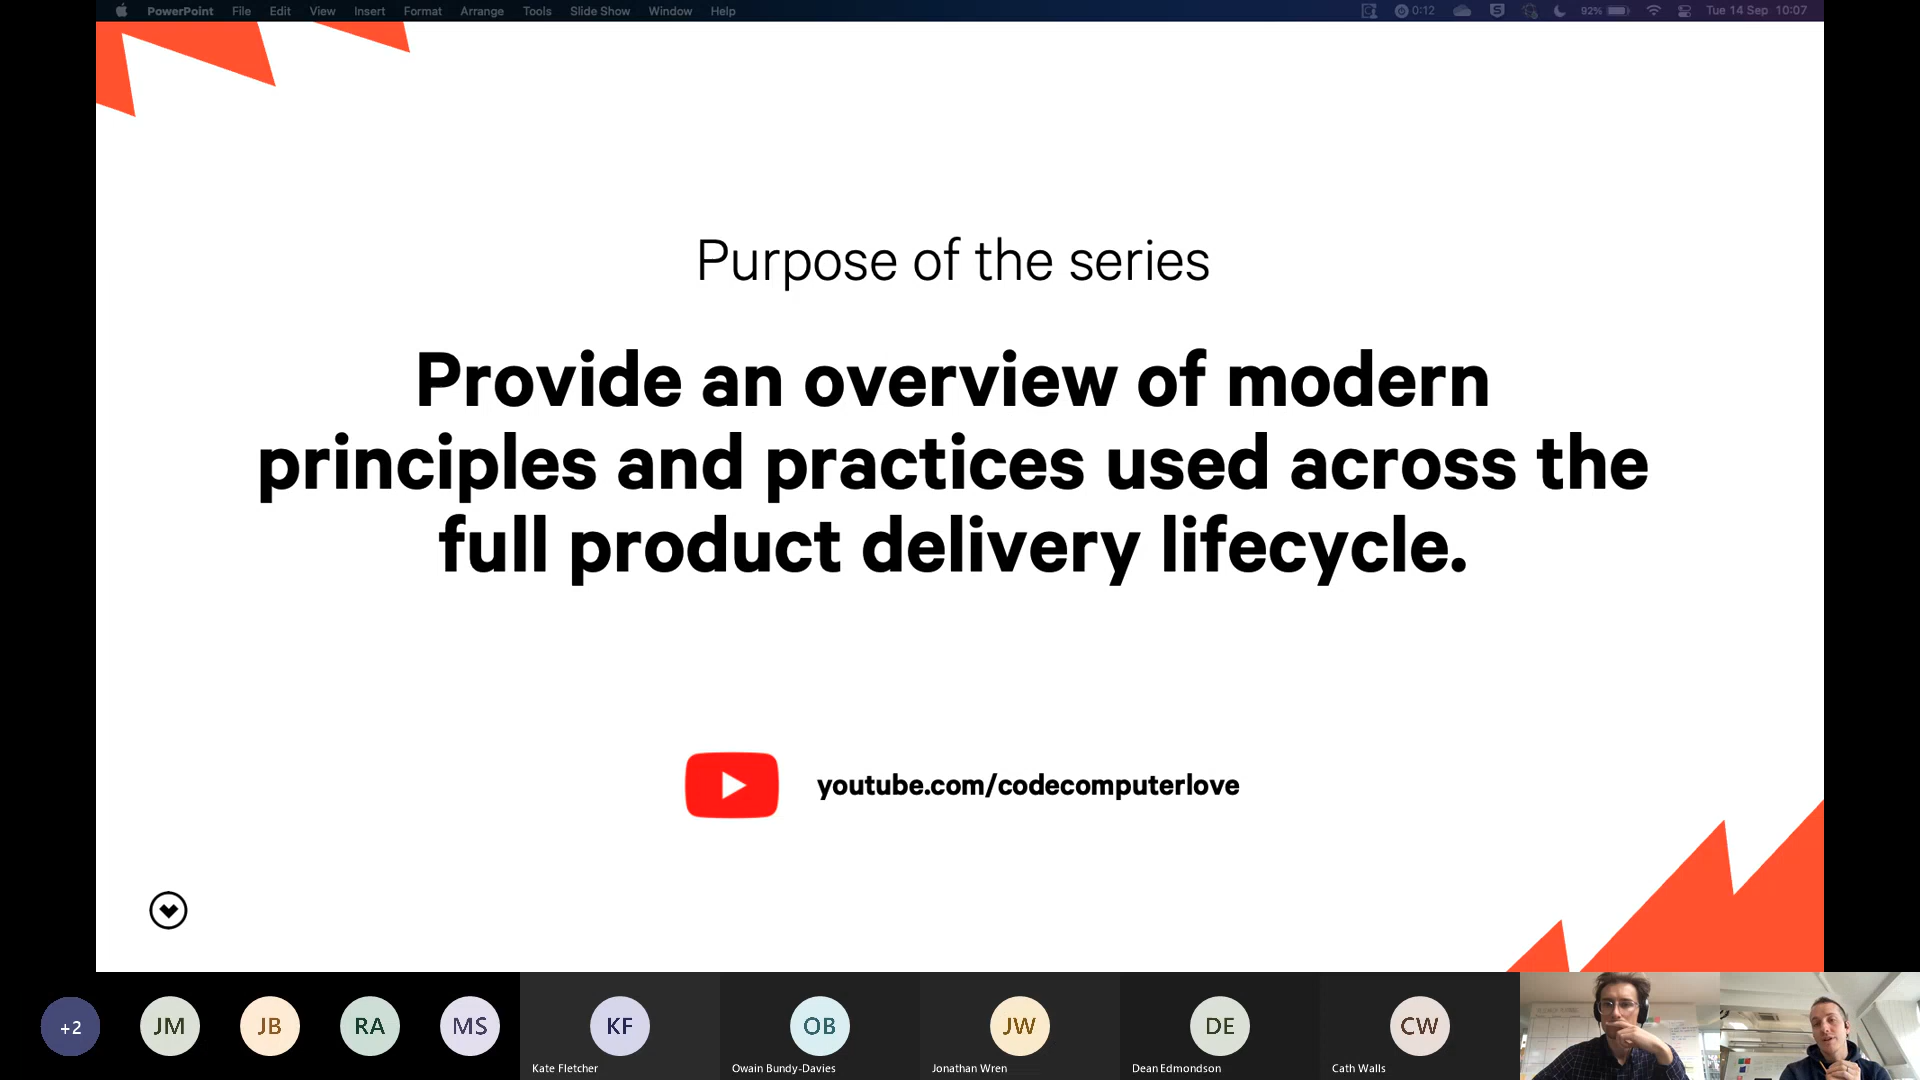 PowerPoint File Edit View Insert Format Arrange Tools Slide Show Window Help 0:12 92% Tue 14 Sep 10:07
Purpose of the series
Provide an overview of modern
principles and practices used across the
full product delivery lifecycle.
youtube.com/codecomputerlove
+2 JM JB RA MS KF OB JW DE CW
Kate Fletcher Owain Bundy-Davies Jonathan Wren Dean Edmondson Cath Walls